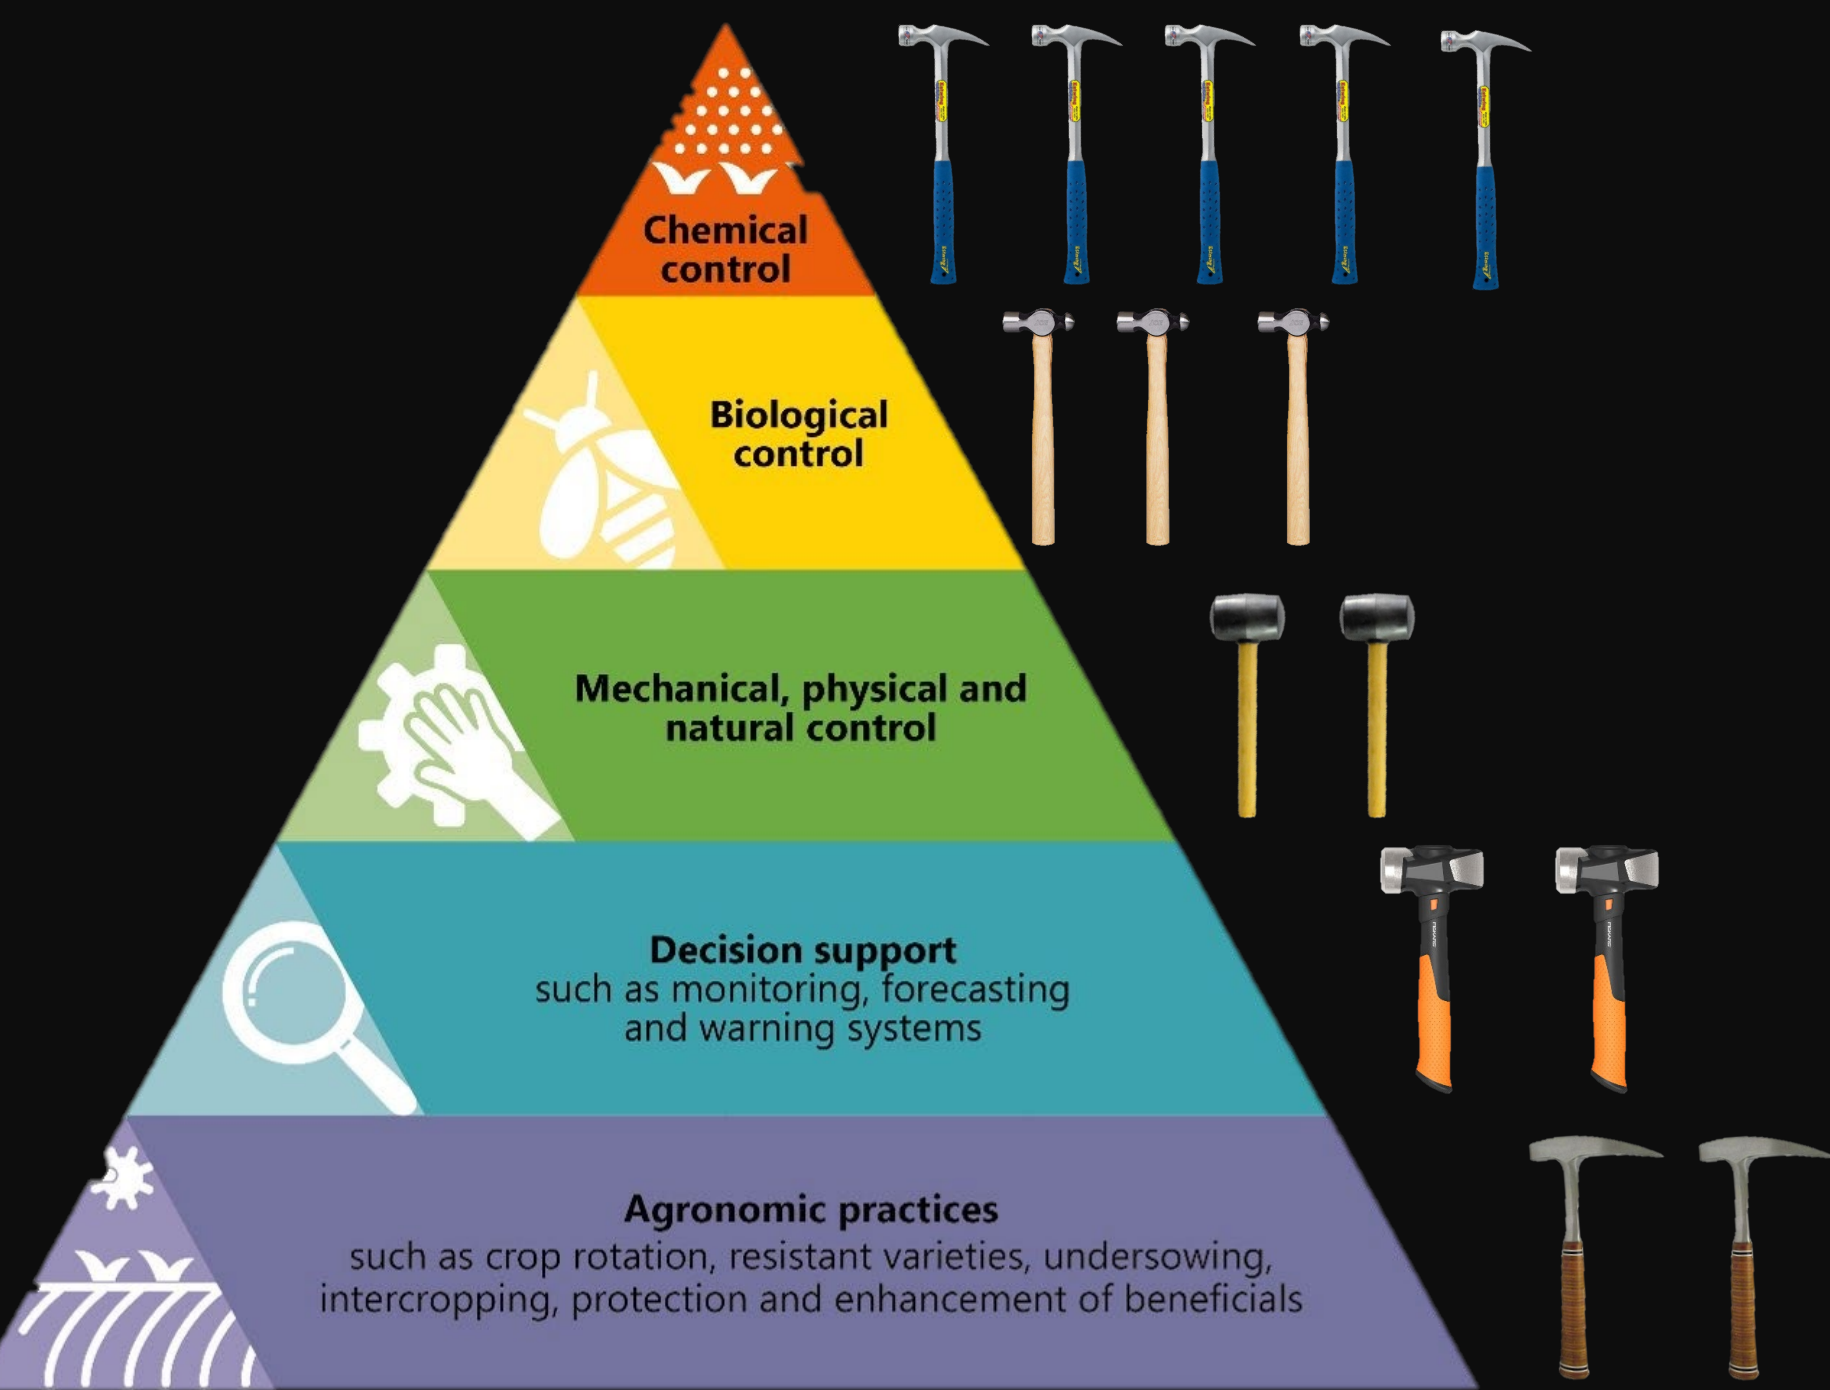 Chemical
control
Biological
control
Mechanical, physical and
natural control
Decision support
such as monitoring, forecasting
and warning systems
Agronomic practices
such as crop rotation, resistant varieties, undersowing,
intercropping, protection and enhancement of beneficials